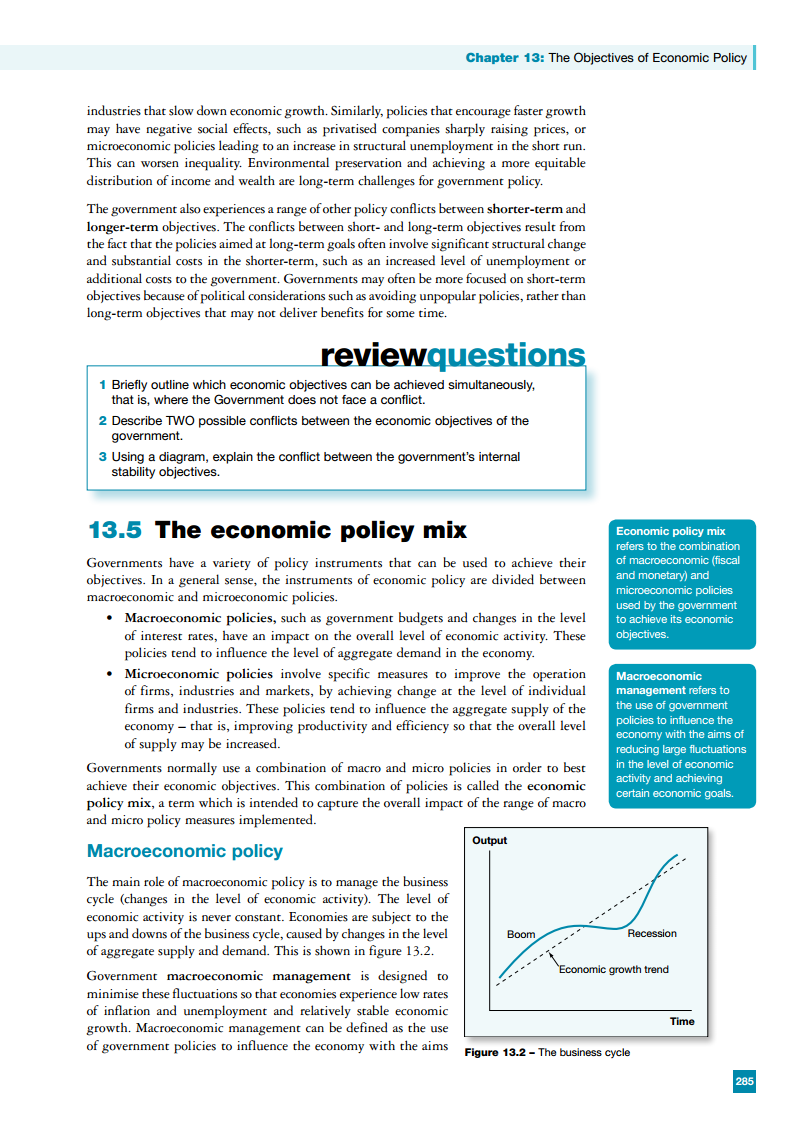 Chapter 13: The Objectives of Economic Policy
industries that slow down economic growth. Similarly, policies that encourage faster growth
may have negative social effects, such as privatised companies sharply raising prices, or
microeconomic policies leading to an increase in structural unemployment in the short run.
This can worsen inequality. Environmental preservation and achieving a more equitable
distribution of income and wealth are long-term challenges for government policy.
The government also experiences a range of other policy conflicts between shorter-term and
longer-term objectives. The conflicts between short- and long-term objectives result from
the fact that the policies aimed at long-term goals often involve significant structural change
and substantial costs in the shorter-term, such as an increased level of unemployment or
additional costs to the government. Governments may often be more focused on short-term
objectives because of political considerations such as avoiding unpopular policies, rather than
long-term objectives that may not deliver benefits for some time.
reviewquestions
1 Briefly outline which economic objectives can be achieved simultaneously,
that is, where the Government does not face a conflict.
2 Describe TWO possible conflicts between the economic objectives of the
government.
3 Using a diagram, explain the conflict between the government's internal
stability objectives.
13.5 The economic policy mix
Governments have a variety of policy instruments that can be used to achieve their
objectives. In a general sense, the instruments of economic policy are divided between
macroeconomic and microeconomic policies.
• Macroeconomic policies, such as government budgets and changes in the level
of interest rates, have an impact on the overall level of economic activity. These
policies tend to influence the level of aggregate demand in the economy.
• Microeconomic policies involve specific measures to improve the operation
of firms, industries and markets, by achieving change at the level of individual
firms and industries. These policies tend to influence the aggregate supply of the
economy – that is, improving productivity and efficiency so that the overall level
of supply may be increased.
Governments normally use a combination of macro and micro policies in order to best
achieve their economic objectives. This combination of policies is called the economic
policy mix, a term which is intended to capture the overall impact of the range of macro
and micro policy measures implemented.
Economic policy mix
refers to the combination
of macroeconomic (fiscal
and monetary) and
microeconomic policies
used by the government
to achieve its economic
objectives.
Macroeconomic
management refers to
the use of government
policies to influence the
economy with the aims of
reducing large fluctuations
in the level of economic
activity and achieving
certain economic goals.
Macroeconomic policy
The main role of macroeconomic policy is to manage the business
cycle (changes in the level of economic activity). The level of
economic activity is never constant. Economies are subject to the
ups and downs of the business cycle, caused by changes in the level
of aggregate supply and demand. This is shown in figure 13.2.
Government macroeconomic management is designed to
minimise these fluctuations so that economies experience low rates
of inflation and unemployment and relatively stable economic
growth. Macroeconomic management can be defined as the use
of government policies to influence the economy with the aims
Output
Boom
Recession
Economic growth trend
Time
Figure 13.2 – The business cycle
285